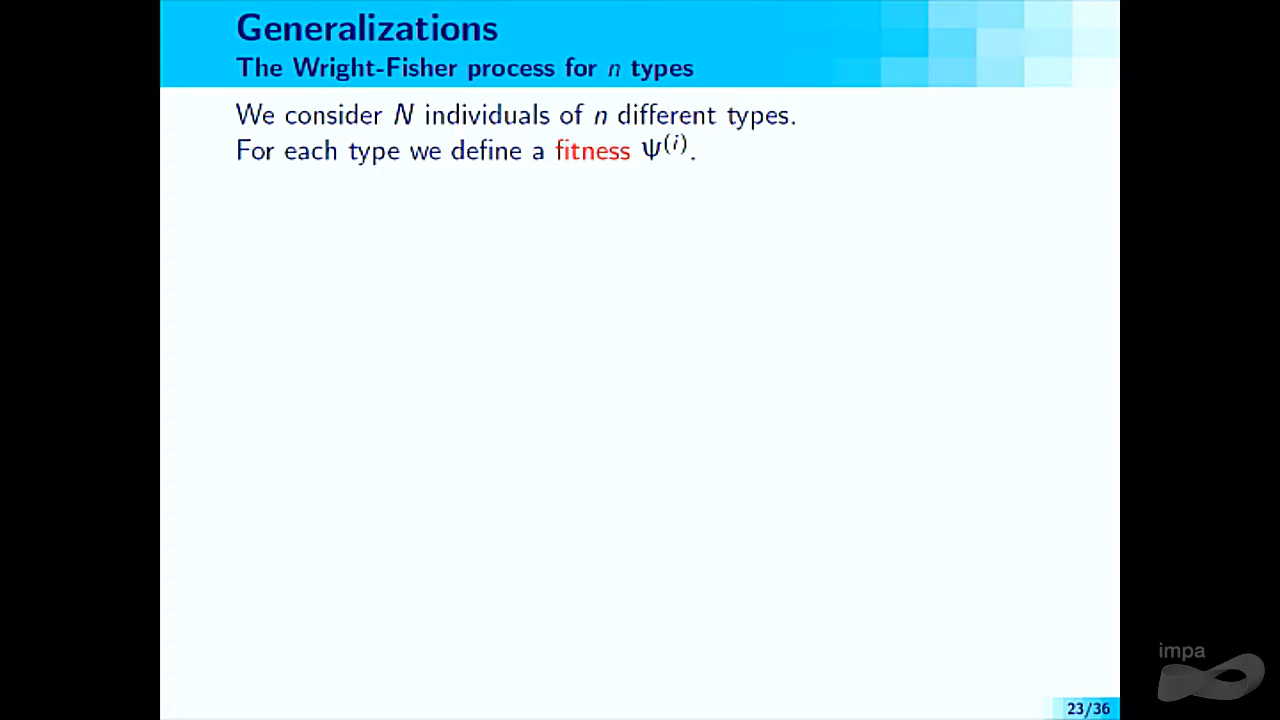 Generalizations
The Wright-Fisher process for n types
We consider N individuals of n different types.
For each type we define a fitness Ψ⁽ⁱ⁾.
impa
23/36